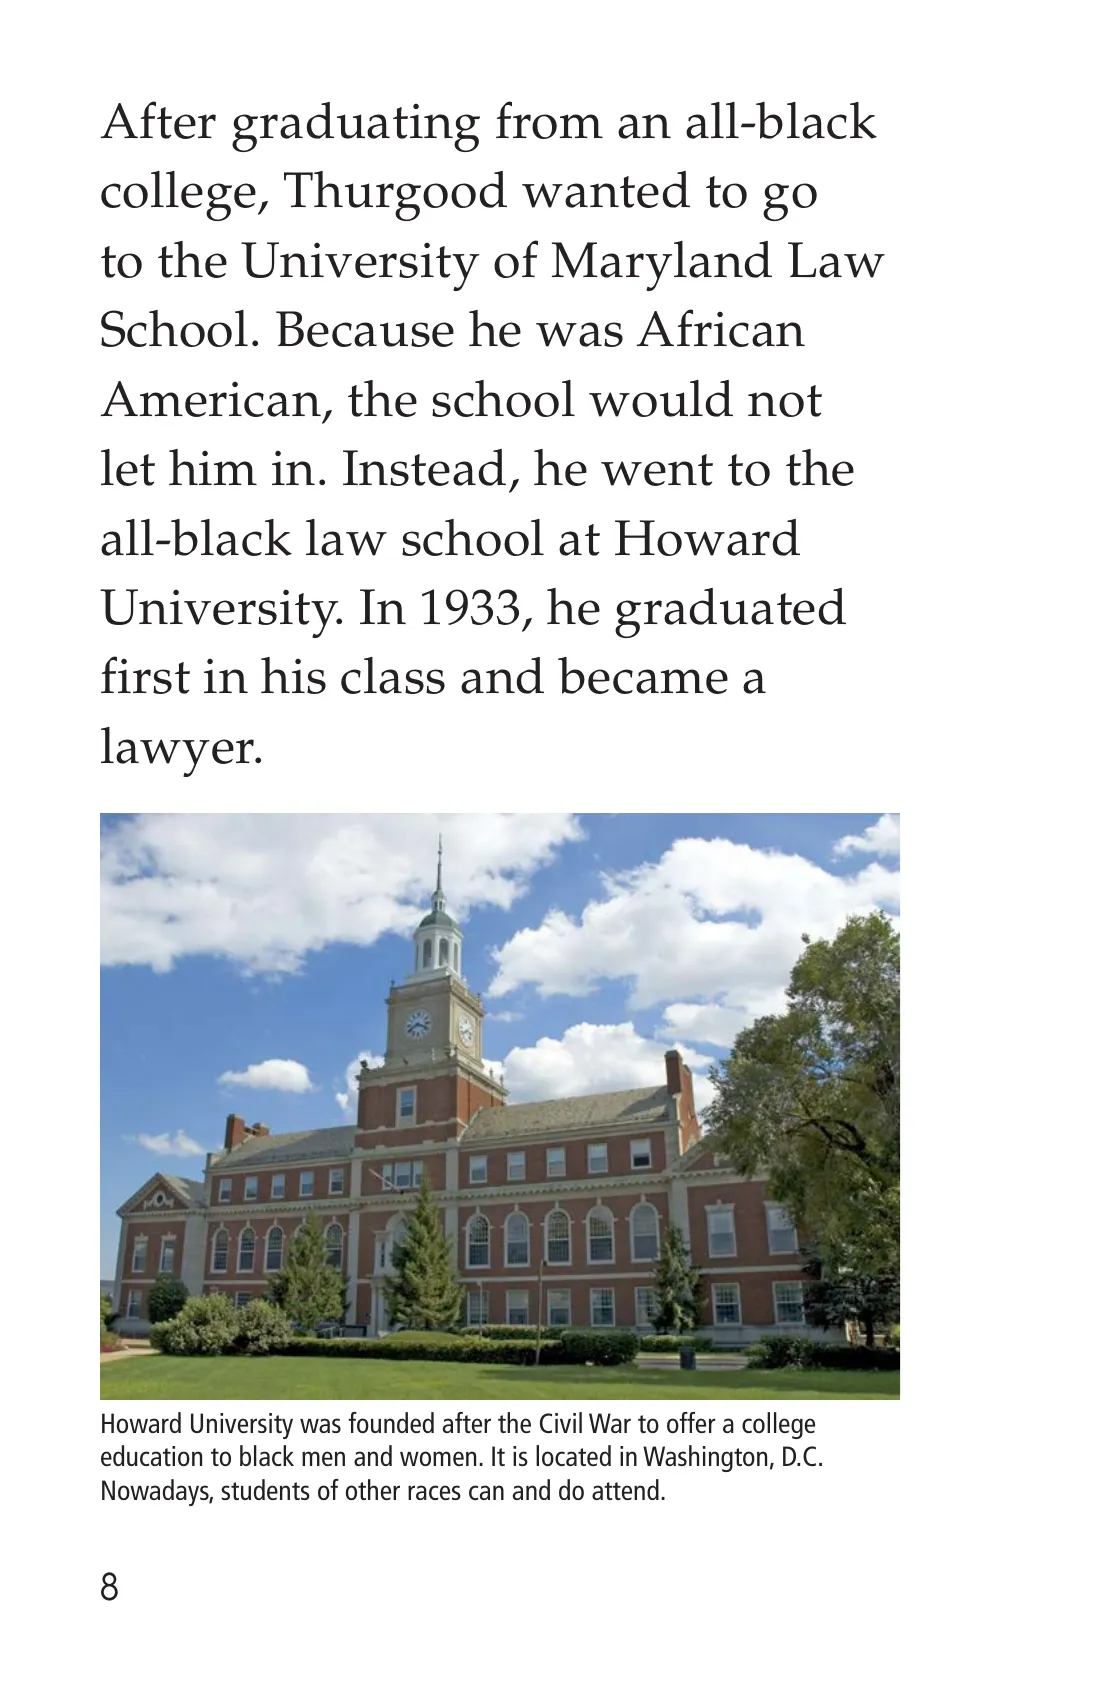 After graduating from an all-black
college, Thurgood wanted to go
to the University of Maryland Law
School. Because he was African
American, the school would not
let him in. Instead, he went to the
all-black law school at Howard
University. In 1933, he graduated
first in his class and became a
lawyer.
Howard University was founded after the Civil War to offer a college
education to black men and women. It is located in Washington, D.C.
Nowadays, students of other races can and do attend.
8